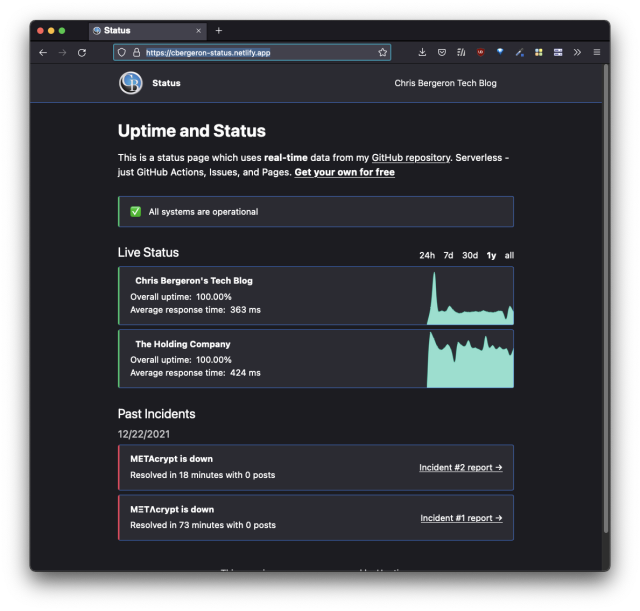 Status
https://cbergeron-status.netlify.app
Status
Chris Bergeron Tech Blog
Uptime and Status
This is a status page which uses real-time data from my GitHub repository. Serverless -
just GitHub Actions, Issues, and Pages. Get your own for free
All systems are operational
Live Status
24h 7d 30d 1y all
Chris Bergeron's Tech Blog
Overall uptime: 100.00%
Average response time: 363 ms
The Holding Company
Overall uptime: 100.00%
Average response time: 424 ms
Past Incidents
12/22/2021
METAcrypt is down
Resolved in 18 minutes with 0 posts
Incident #2 report →
MΞTΛcrypt is down
Resolved in 73 minutes with 0 posts
Incident #1 report →